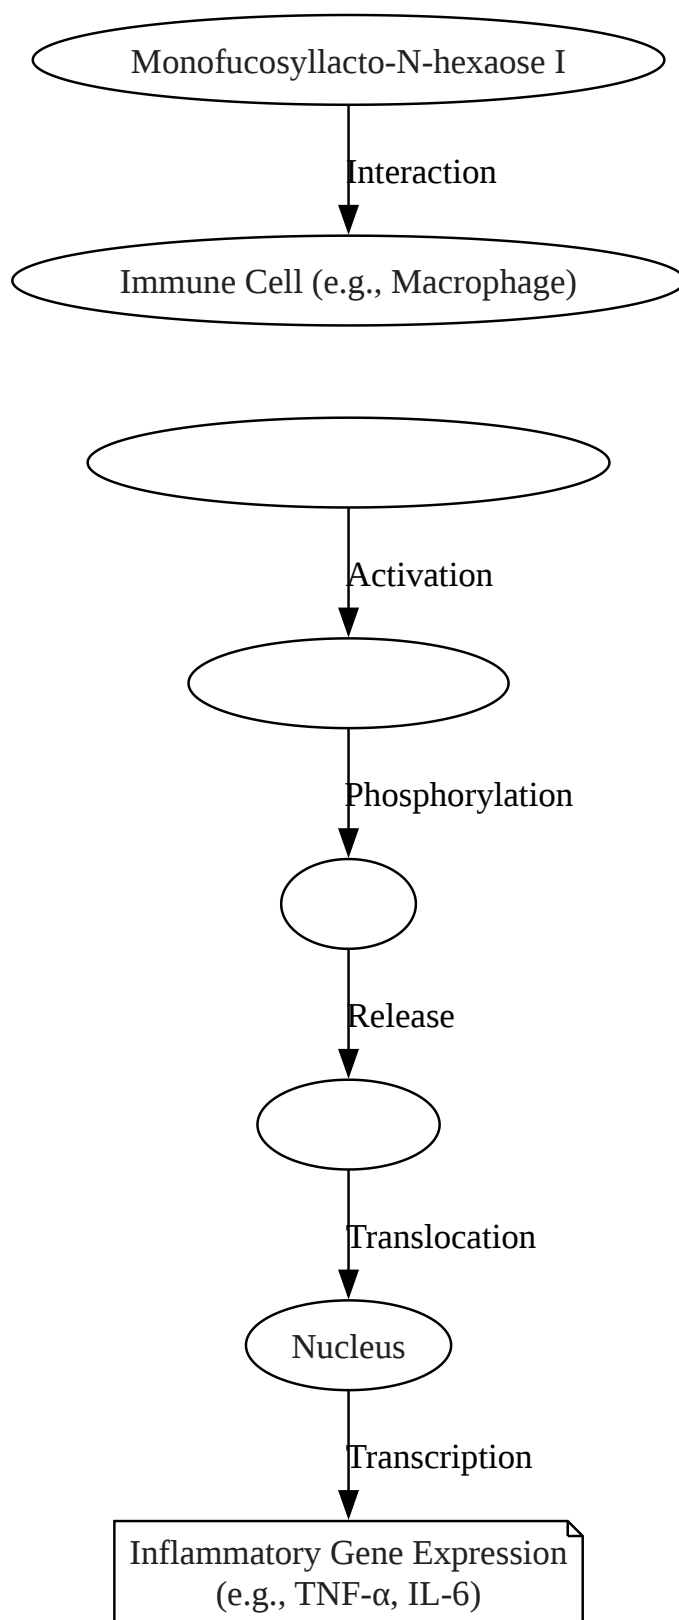 Monofucosyllacto-N-hexaose I
Interaction
Immune Cell (e.g., Macrophage)
Activation
Phosphorylation
Release
Translocation
Nucleus
Transcription
Inflammatory Gene Expression
(e.g., TNF-α, IL-6)